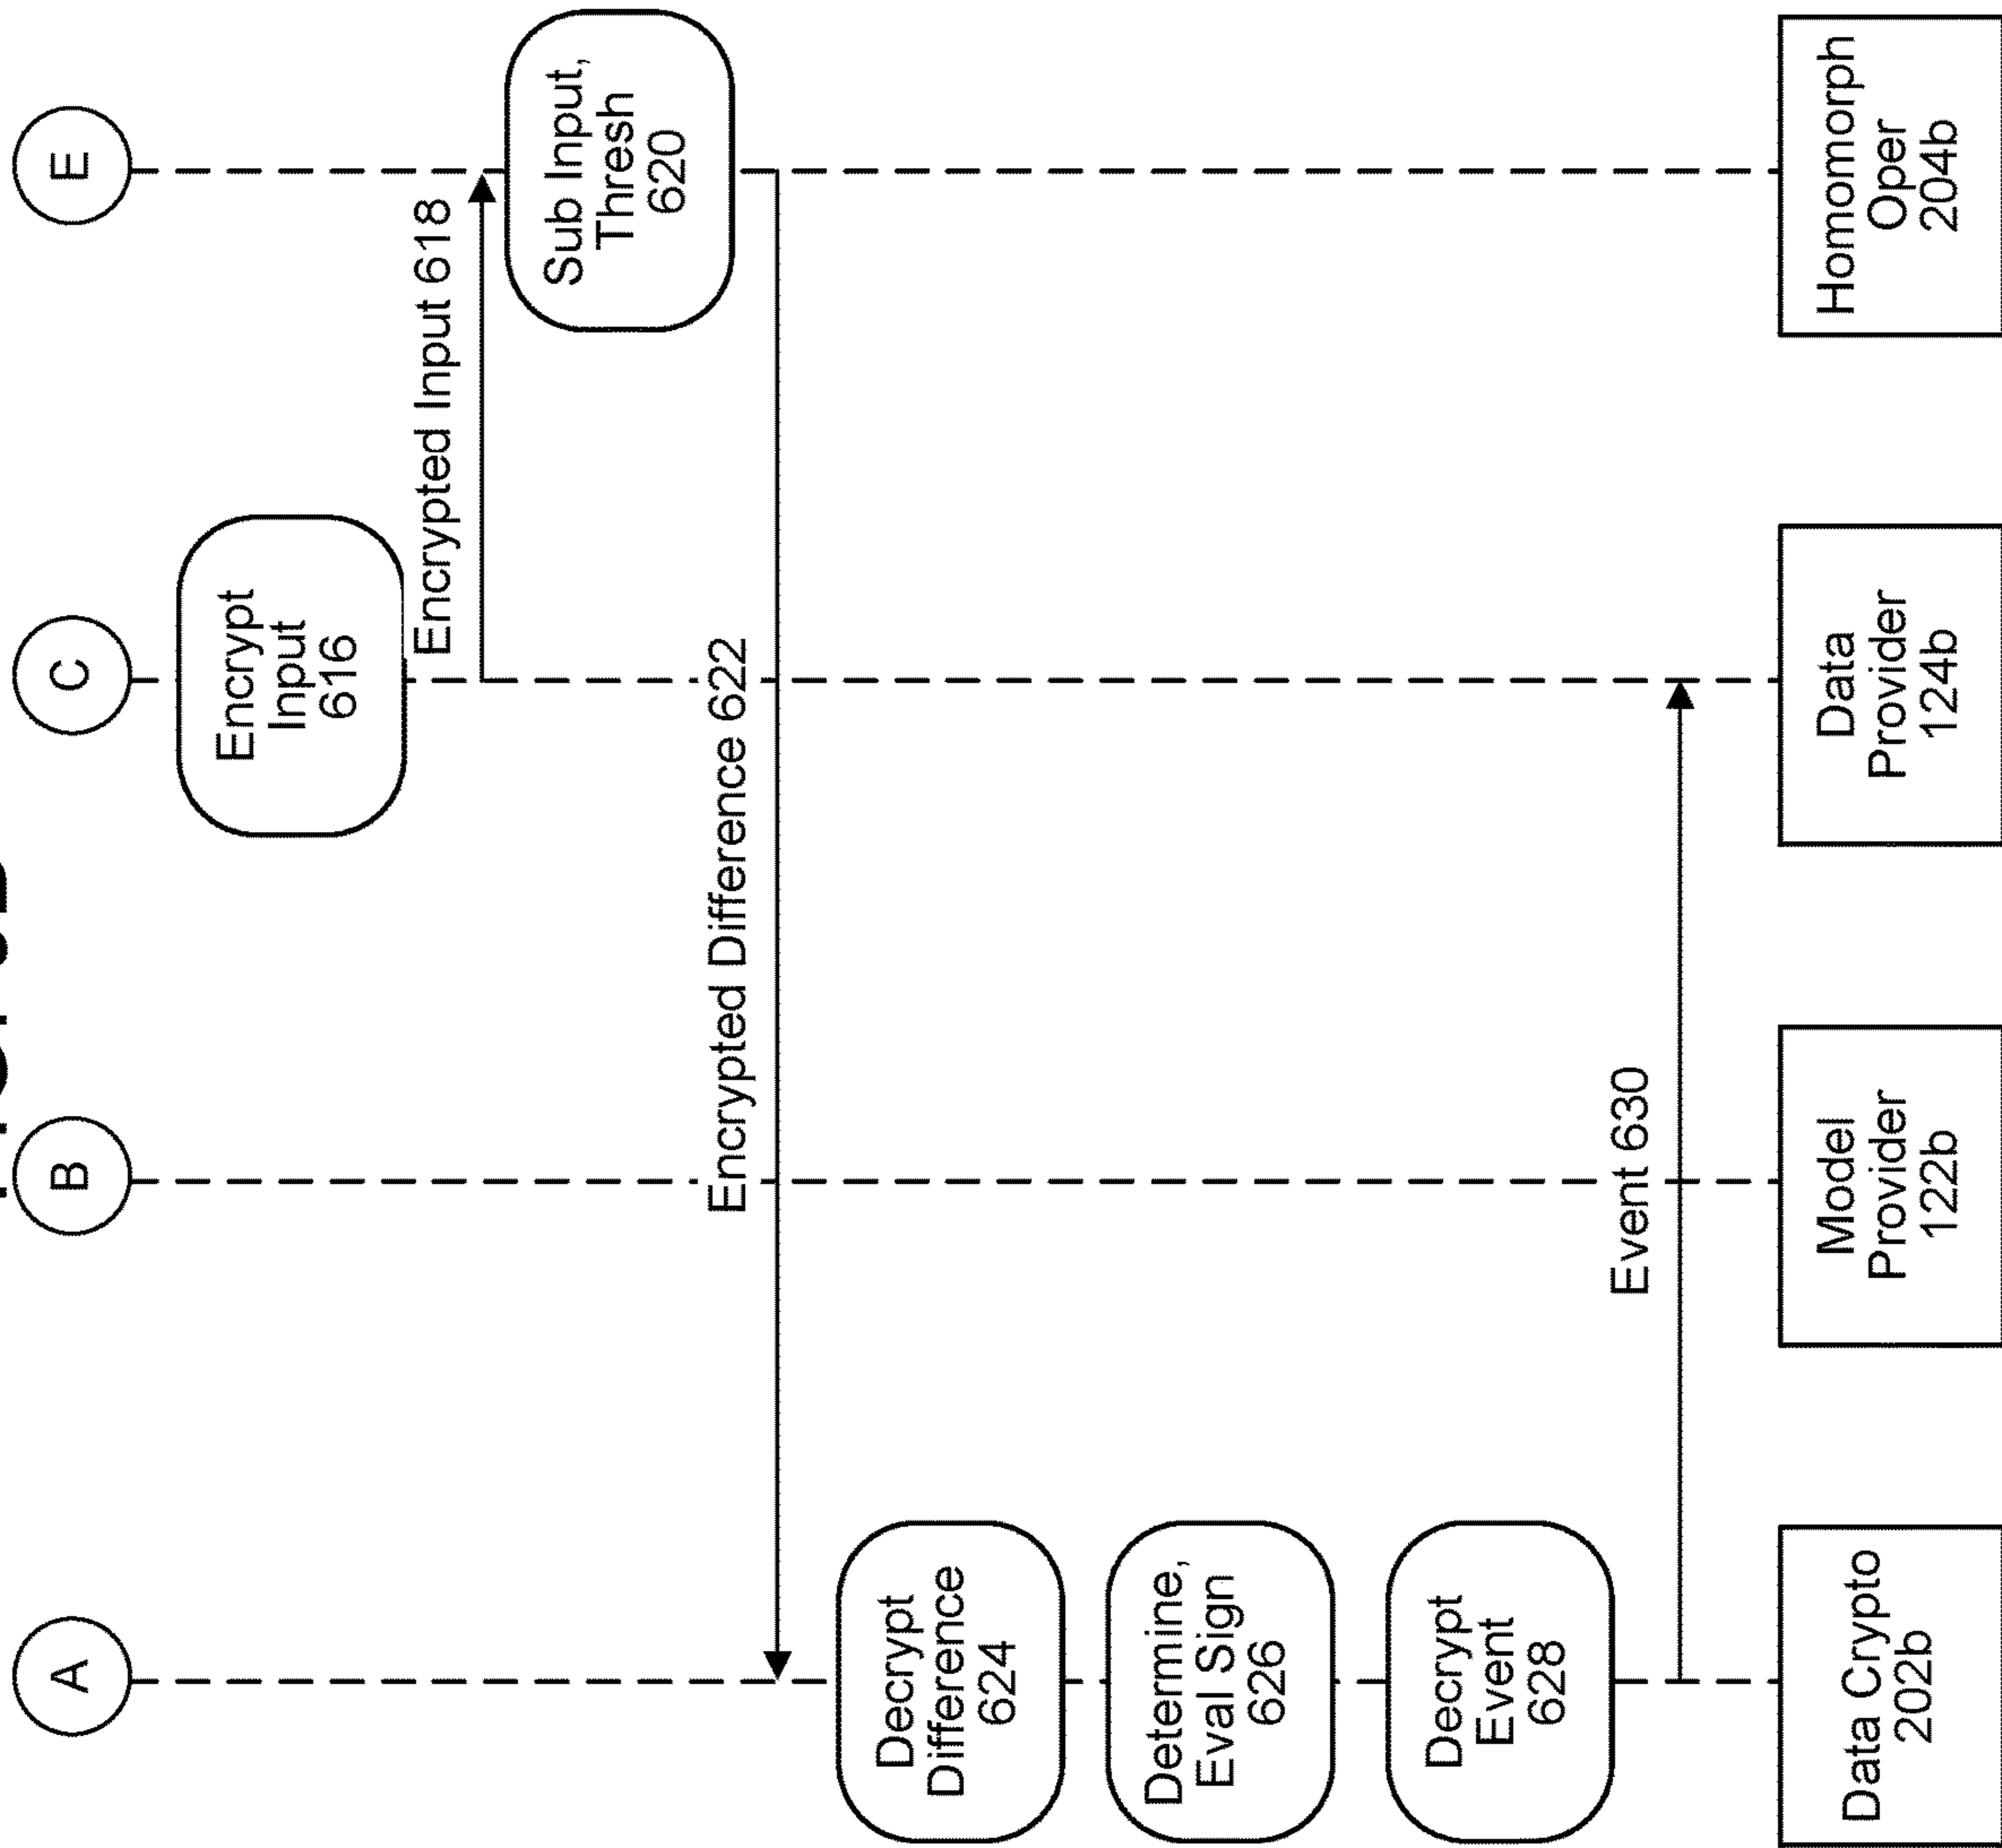 A
B
C
E
Encrypt
Input
616
Encrypted Input 618
Sub Input,
Thresh
620
Encrypted Difference 622
Decrypt
Difference
624
Determine,
Eval Sign
626
Decrypt
Event
628
Event 630
Data Crypto
202b
Model
Provider
122b
Data
Provider
124b
Homomorph
Oper
204b